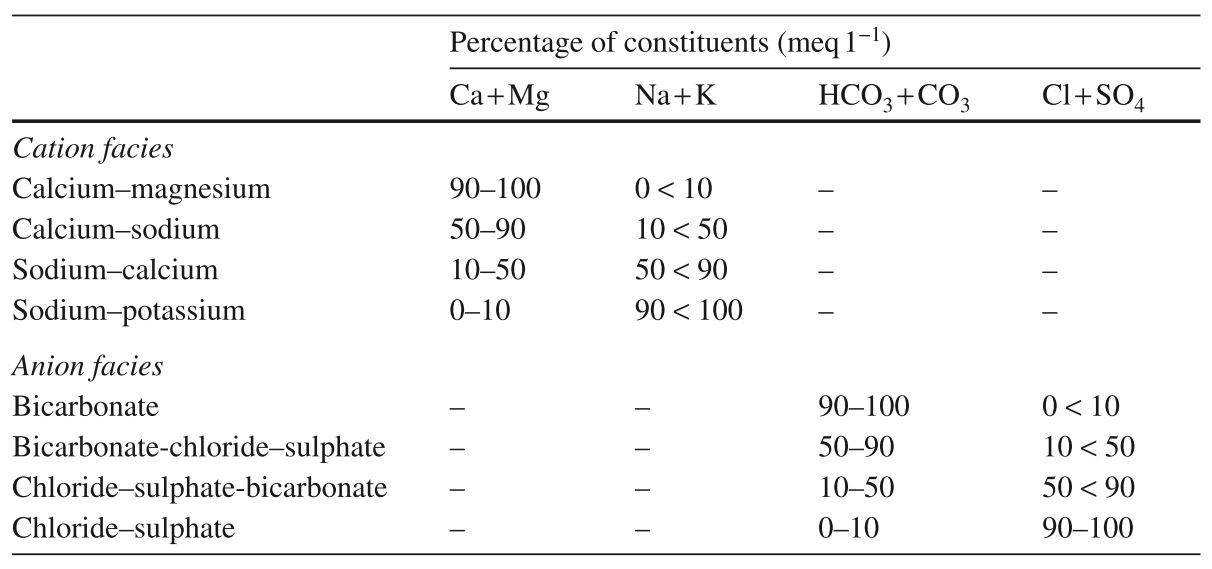 Percentage of constituents (meq l⁻¹)
Ca+Mg Na+K HCO₃+CO₃ Cl+SO₄
Cation facies
Calcium–magnesium 90–100 0 < 10 – –
Calcium–sodium 50–90 10 < 50 – –
Sodium–calcium 10–50 50 < 90 – –
Sodium–potassium 0–10 90 < 100 – –
Anion facies
Bicarbonate – – 90–100 0 < 10
Bicarbonate-chloride–sulphate – – 50–90 10 < 50
Chloride–sulphate-bicarbonate – – 10–50 50 < 90
Chloride–sulphate – – 0–10 90–100